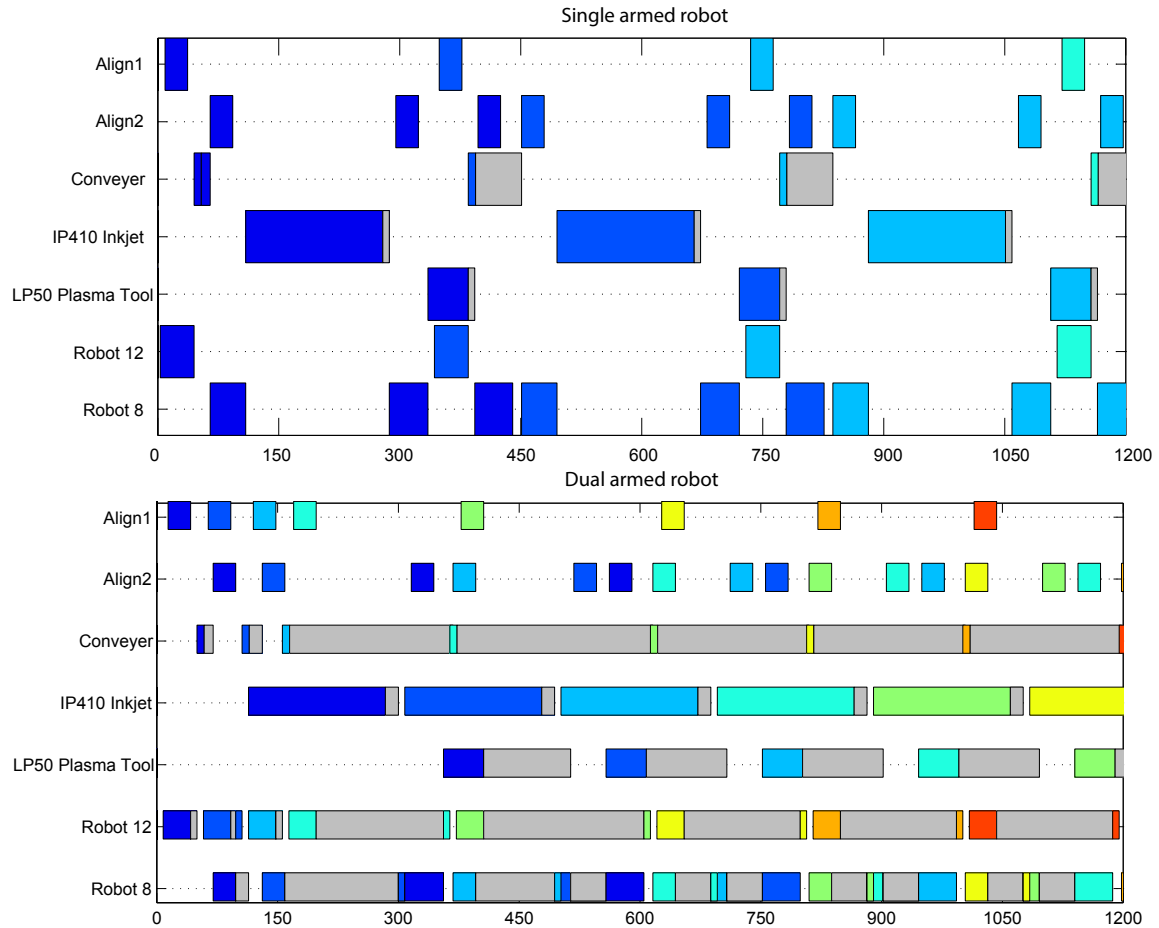 Single armed robot
Align1
Align2
Conveyer
IP410 Inkjet
LP50 Plasma Tool
Robot 12
Robot 8
0 150 300 450 600 750 900 1050 1200
Dual armed robot
Align1
Align2
Conveyer
IP410 Inkjet
LP50 Plasma Tool
Robot 12
Robot 8
0 150 300 450 600 750 900 1050 1200